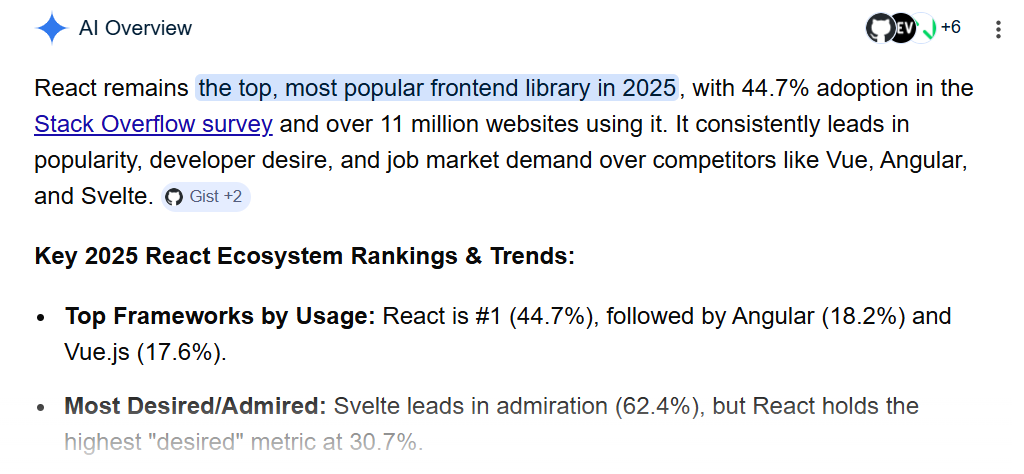 AI Overview
EV
+6
React remains the top, most popular frontend library in 2025, with 44.7% adoption in the
Stack Overflow survey and over 11 million websites using it. It consistently leads in
popularity, developer desire, and job market demand over competitors like Vue, Angular,
and Svelte. Gist +2
Key 2025 React Ecosystem Rankings & Trends:
• Top Frameworks by Usage: React is #1 (44.7%), followed by Angular (18.2%) and
Vue.js (17.6%).
• Most Desired/Admired: Svelte leads in admiration (62.4%), but React holds the
highest "desired" metric at 30.7%.